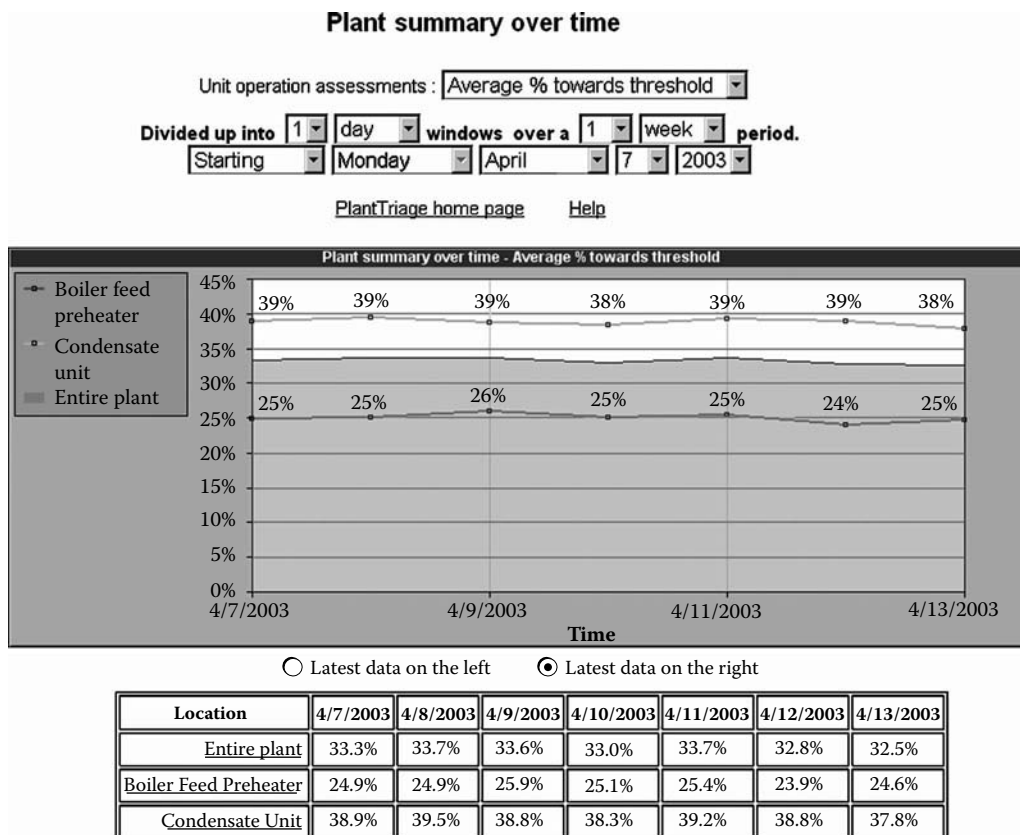 Plant summary over time
Unit operation assessments : Average % towards threshold
Divided up into 1 day windows over a 1 week period.
Starting Monday April 7 2003
PlantTriage home page Help
Plant summary over time - Average % towards threshold
Boiler feed
preheater
Condensate
unit
Entire plant
45%
40%
35%
30%
25%
20%
15%
10%
5%
0%
39% 39% 39% 38% 39% 39% 38%
25% 25% 26% 25% 25% 24% 25%
4/7/2003 4/9/2003 4/11/2003 4/13/2003
Time
Latest data on the left Latest data on the right
Location 4/7/2003 4/8/2003 4/9/2003 4/10/2003 4/11/2003 4/12/2003 4/13/2003
Entire plant 33.3% 33.7% 33.6% 33.0% 33.7% 32.8% 32.5%
Boiler Feed Preheater 24.9% 24.9% 25.9% 25.1% 25.4% 23.9% 24.6%
Condensate Unit 38.9% 39.5% 38.8% 38.3% 39.2% 38.8% 37.8%